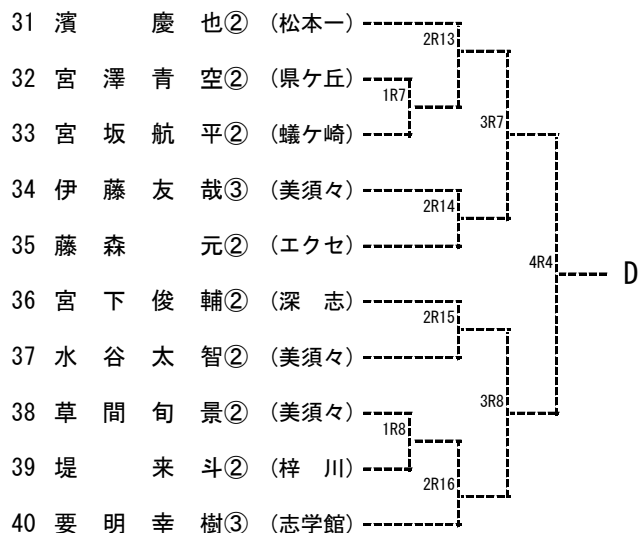 31 濱 慶 也② (松本一)
2R13
32 宮 澤 青 空② (県ケ丘)
1R7
33 宮 坂 航 平② (蟻ケ崎)
3R7
34 伊 藤 友 哉③ (美須々)
2R14
35 藤 森 元② (エクセ)
4R4 D
36 宮 下 俊 輔② (深 志)
2R15
37 水 谷 太 智② (美須々)
3R8
38 草 間 旬 景② (美須々)
1R8
39 堤 来 斗② (梓 川)
2R16
40 要 明 幸 樹③ (志学館)